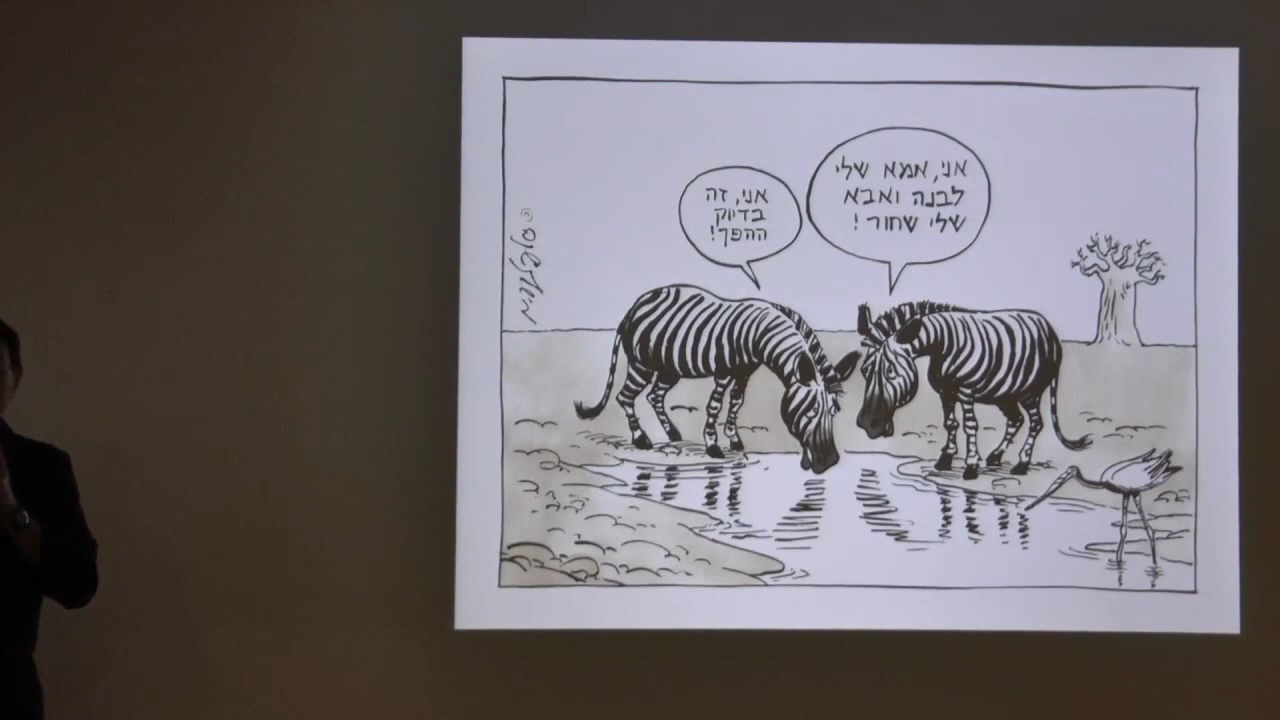 אני, אמא שלי
לבנה ואבא
שלי שחור!
אני, זה
בדיוק
ההפך!
©